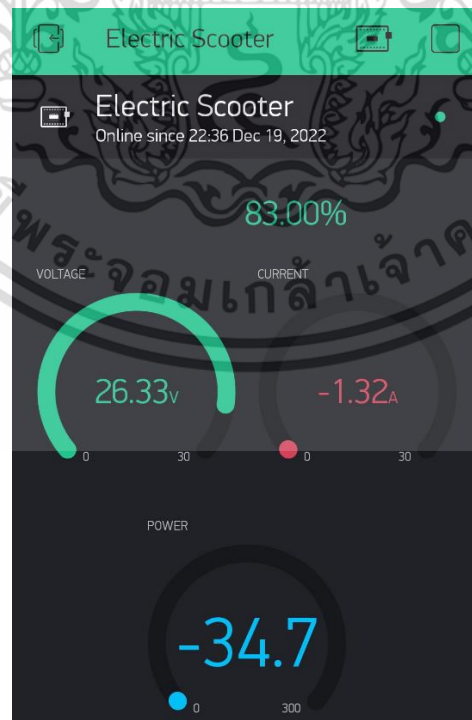 Electric Scooter
Electric Scooter
Online since 22:36 Dec 19, 2022
83.00%
VOLTAGE
CURRENT
26.33V
-1.32A
0 30
0 30
POWER
-34.7
0 300